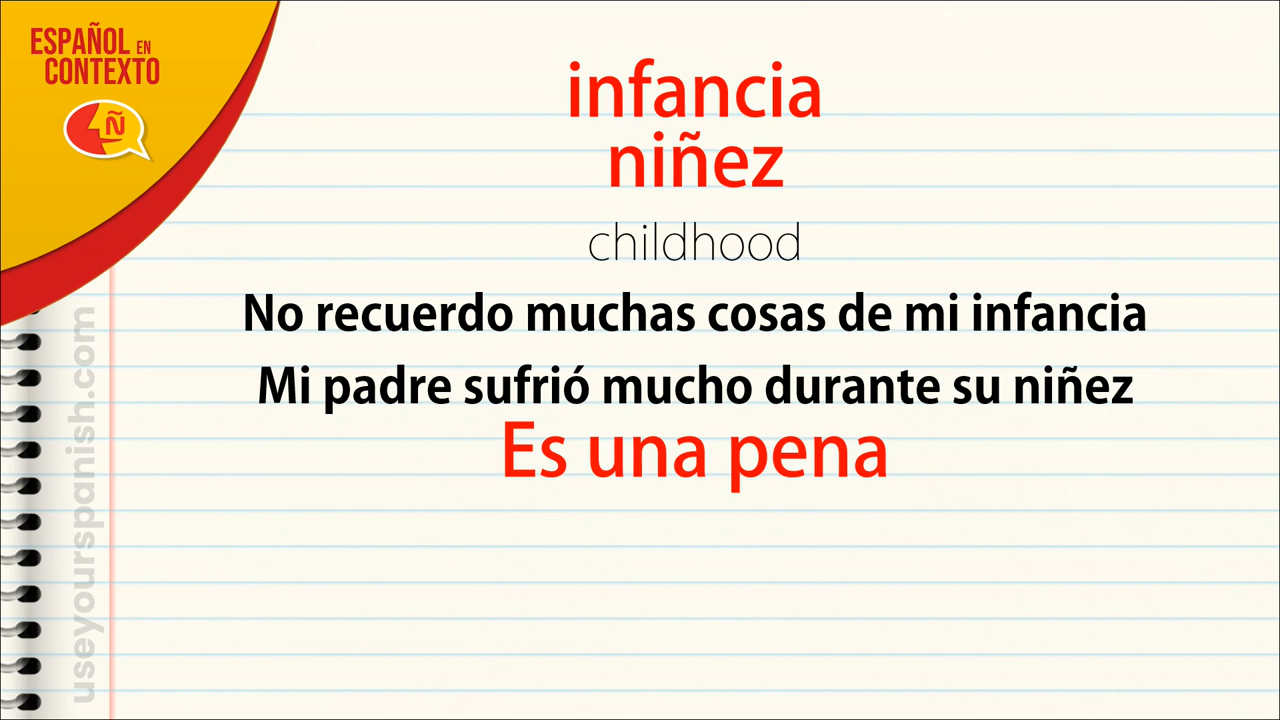 ESPAÑOL EN
CONTEXTO
Ñ
infancia
niñez
childhood
No recuerdo muchas cosas de mi infancia
Mi padre sufrió mucho durante su niñez
Es una pena
useyourspanish.com